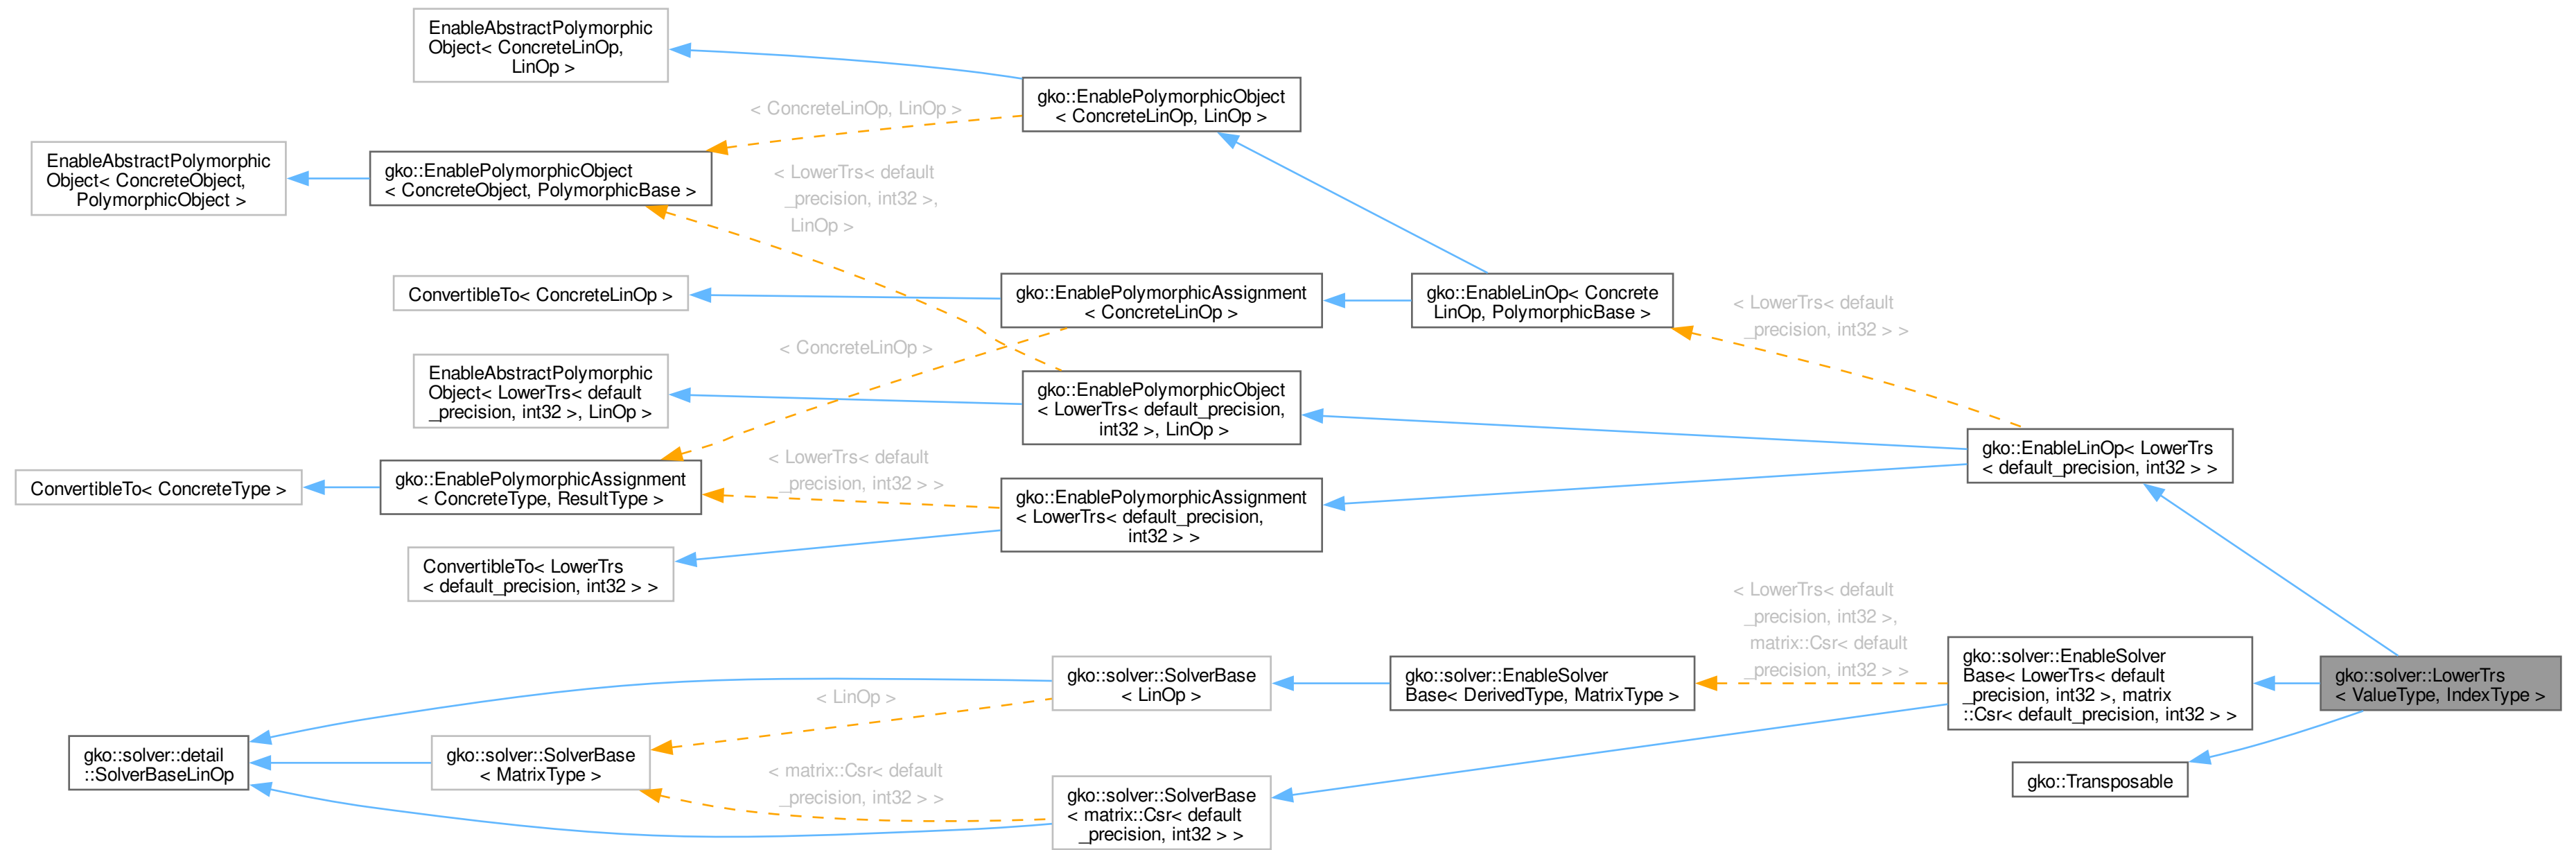 EnableAbstractPolymorphic
Object< ConcreteLinOp,
LinOp >
gko::EnablePolymorphicObject
< ConcreteLinOp, LinOp >
< ConcreteLinOp, LinOp >
EnableAbstractPolymorphic
Object< ConcreteObject,
PolymorphicObject >
gko::EnablePolymorphicObject
< ConcreteObject, PolymorphicBase >
< LowerTrs< default
_precision, int32 >,
LinOp >
ConvertibleTo< ConcreteLinOp >
gko::EnablePolymorphicAssignment
< ConcreteLinOp >
gko::EnableLinOp< Concrete
LinOp, PolymorphicBase >
< LowerTrs< default
_precision, int32 > >
< ConcreteLinOp >
EnableAbstractPolymorphic
Object< LowerTrs< default
_precision, int32 >, LinOp >
gko::EnablePolymorphicObject
< LowerTrs< default_precision,
int32 >, LinOp >
gko::EnableLinOp< LowerTrs
< default_precision, int32 > >
ConvertibleTo< ConcreteType >
gko::EnablePolymorphicAssignment
< ConcreteType, ResultType >
< LowerTrs< default
_precision, int32 > >
gko::EnablePolymorphicAssignment
< LowerTrs< default_precision,
int32 > >
ConvertibleTo< LowerTrs
< default_precision, int32 > >
< LowerTrs< default
_precision, int32 >,
matrix::Csr< default
_precision, int32 > >
gko::solver::SolverBase
< LinOp >
gko::solver::EnableSolver
Base< DerivedType, MatrixType >
gko::solver::EnableSolver
Base< LowerTrs< default
_precision, int32 >, matrix
::Csr< default_precision, int32 > >
gko::solver::LowerTrs
< ValueType, IndexType >
< LinOp >
gko::solver::detail
::SolverBaseLinOp
gko::solver::SolverBase
< MatrixType >
< matrix::Csr< default
_precision, int32 > >
gko::solver::SolverBase
< matrix::Csr< default
_precision, int32 > >
gko::Transposable